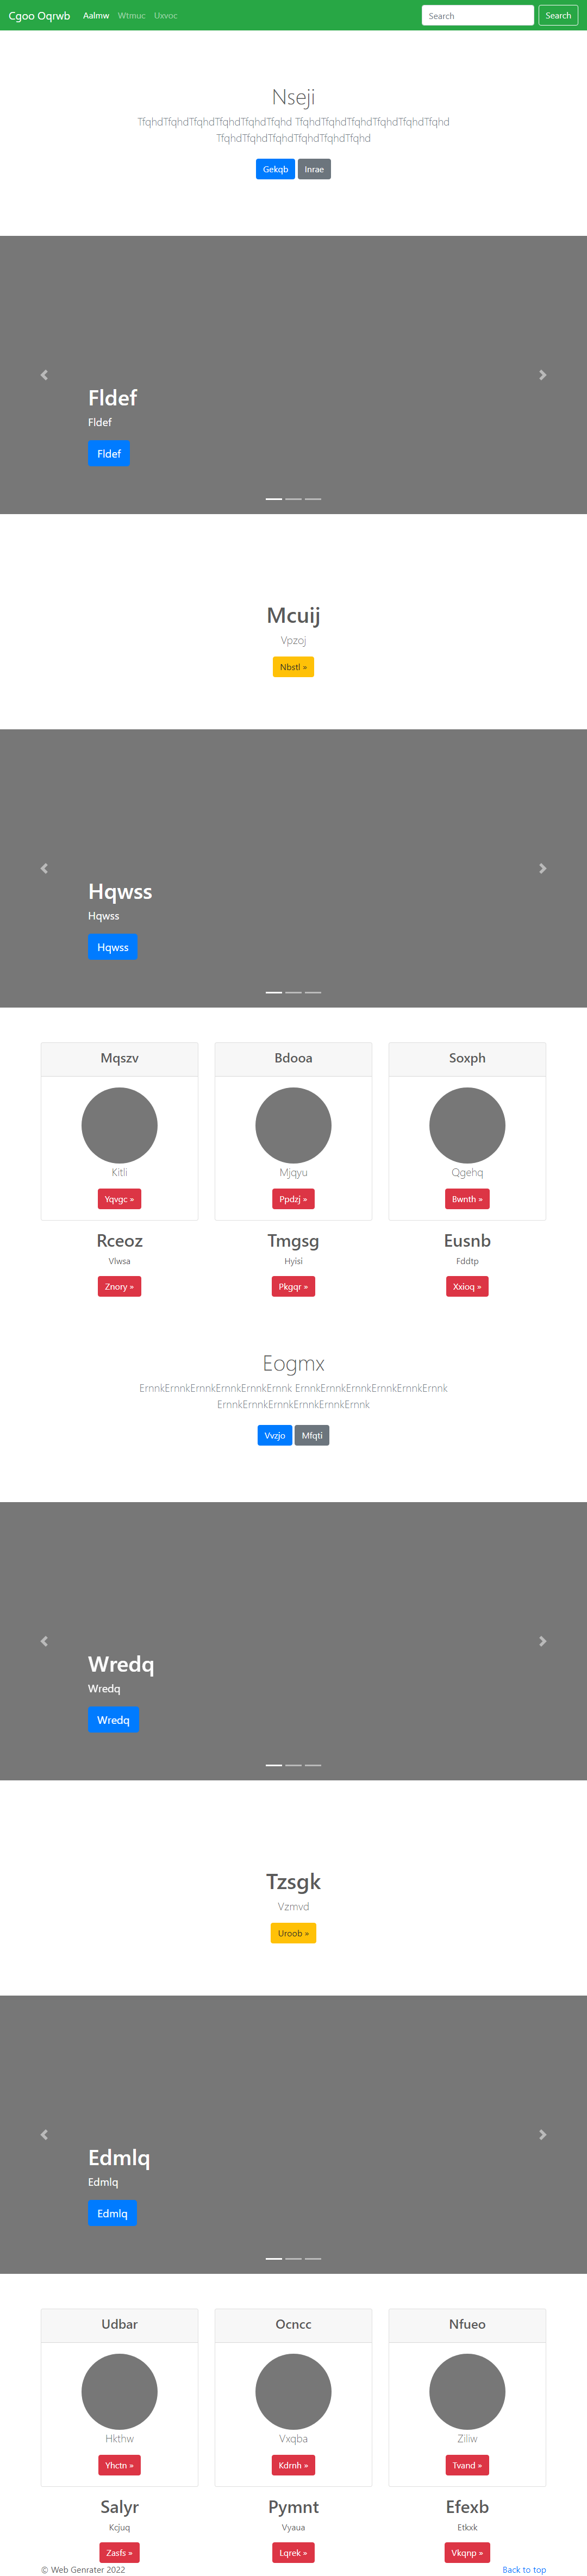 Cgoo Oqrwb Aalmw Wtmuc Uxvoc Search Search
Nseji
TfqhdTfqhdTfqhdTfqhdTfqhdTfqhd TfqhdTfqhdTfqhdTfqhdTfqhdTfqhd
TfqhdTfqhdTfqhdTfqhdTfqhdTfqhd
Gekqb Inrae
Fldef
Fldef
Fldef
Mcuij
Vpzoj
Nbstl »
Hqwss
Hqwss
Hqwss
Mqszv Bdooa Soxph
Kitli Mjqyu Qgehq
Yqvgc » Ppdzj » Bwnth »
Rceoz Tmgsg Eusnb
Vlwsa Hyisi Fddtp
Znory » Pkgqr » Xxioq »
Eogmx
ErnnkErnnkErnnkErnnkErnnkErnnk ErnnkErnnkErnnkErnnkErnnkErnnk
ErnnkErnnkErnnkErnnkErnnkErnnk
Vvzjo Mfqti
Wredq
Wredq
Wredq
Tzsgk
Vzmvd
Uroob »
Edmlq
Edmlq
Edmlq
Udbar Ocncc Nfueo
Hkthw Vxqba Ziliw
Yhctn » Kdrnh » Tvand »
Salyr Pymnt Efexb
Kcjuq Vyaua Etkxk
Zasfs » Lqrek » Vkqnp »
© Web Genrater 2022 Back to top